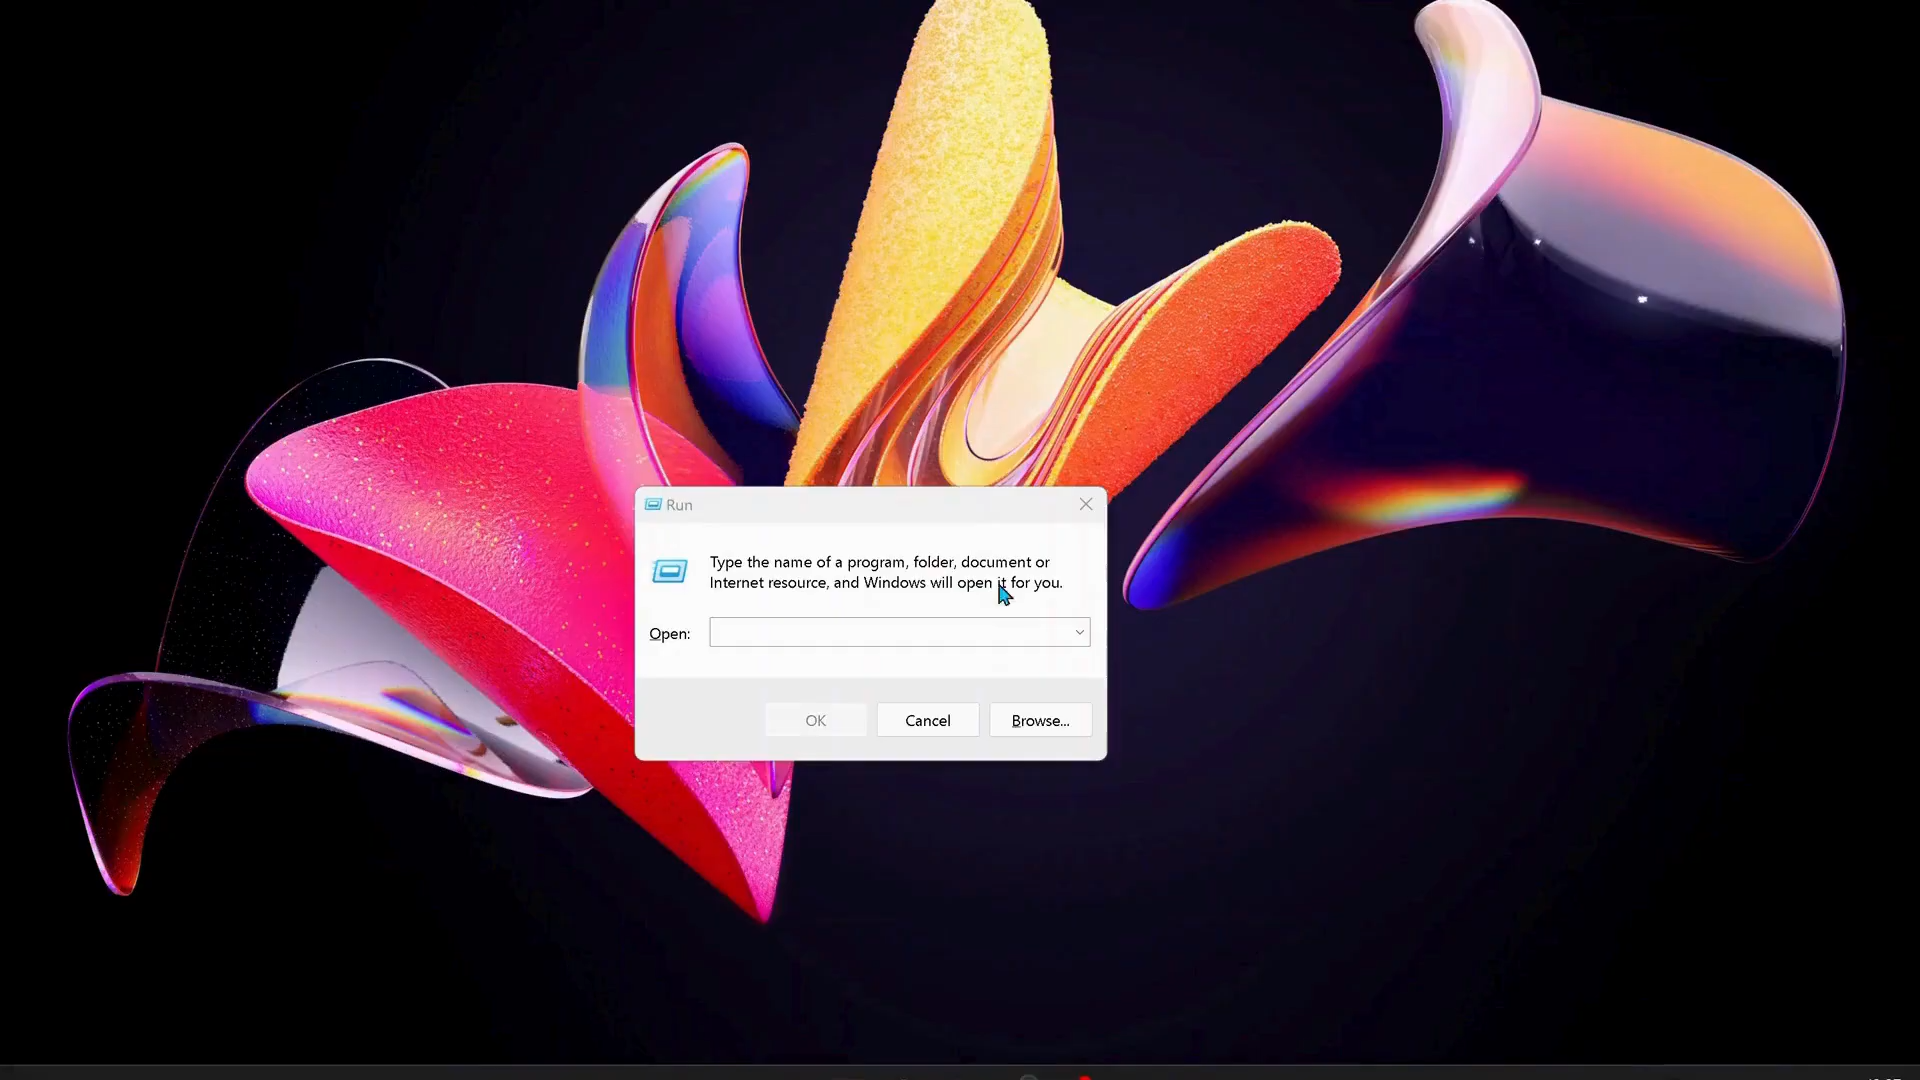 Run
Type the name of a program, folder, document or
Internet resource, and Windows will open it for you.
Open:
OK
Cancel
Browse...